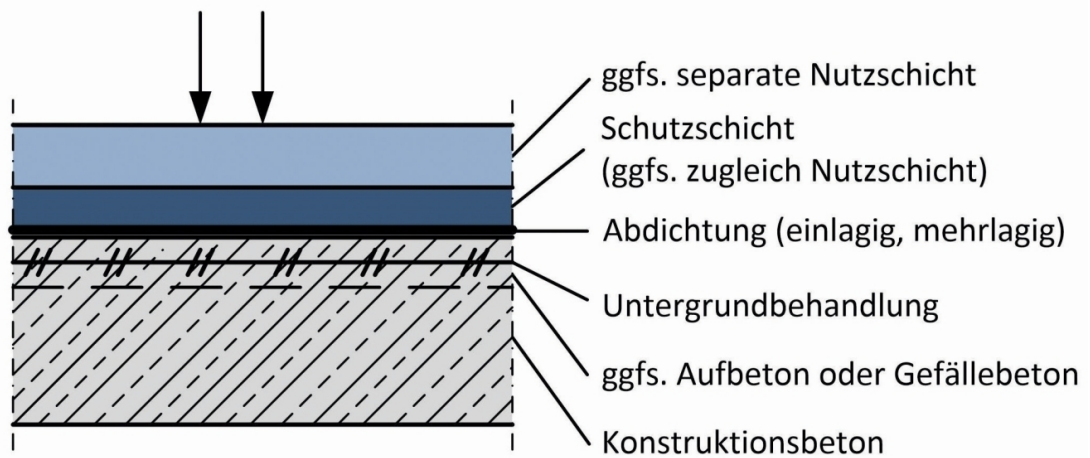 ggfs. separate Nutzschicht
Schutzschicht
(ggfs. zugleich Nutzschicht)
Abdichtung (einlagig, mehrlagig)
Untergrundbehandlung
ggfs. Aufbeton oder Gefällebeton
Konstruktionsbeton